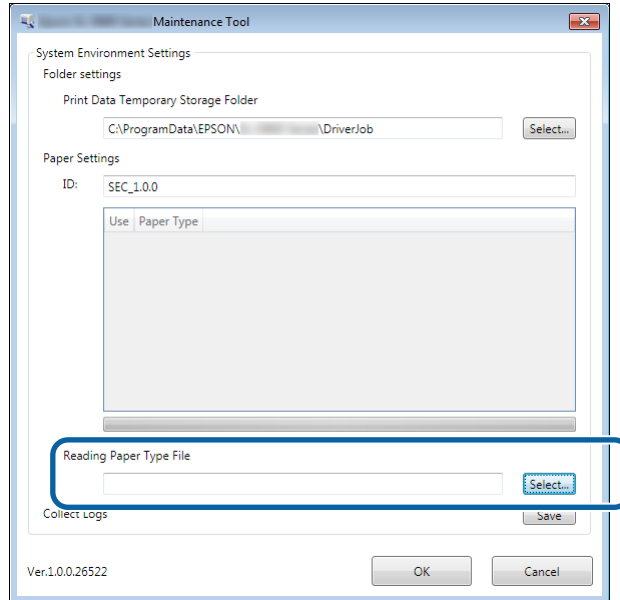 Maintenance Tool
System Environment Settings
Folder settings
Print Data Temporary Storage Folder
C:\ProgramData\EPSON\ \DriverJob Select...
Paper Settings
ID: SEC_1.0.0
Use Paper Type
Reading Paper Type File
Select...
Collect Logs Save
Ver.1.0.0.26522 OK Cancel